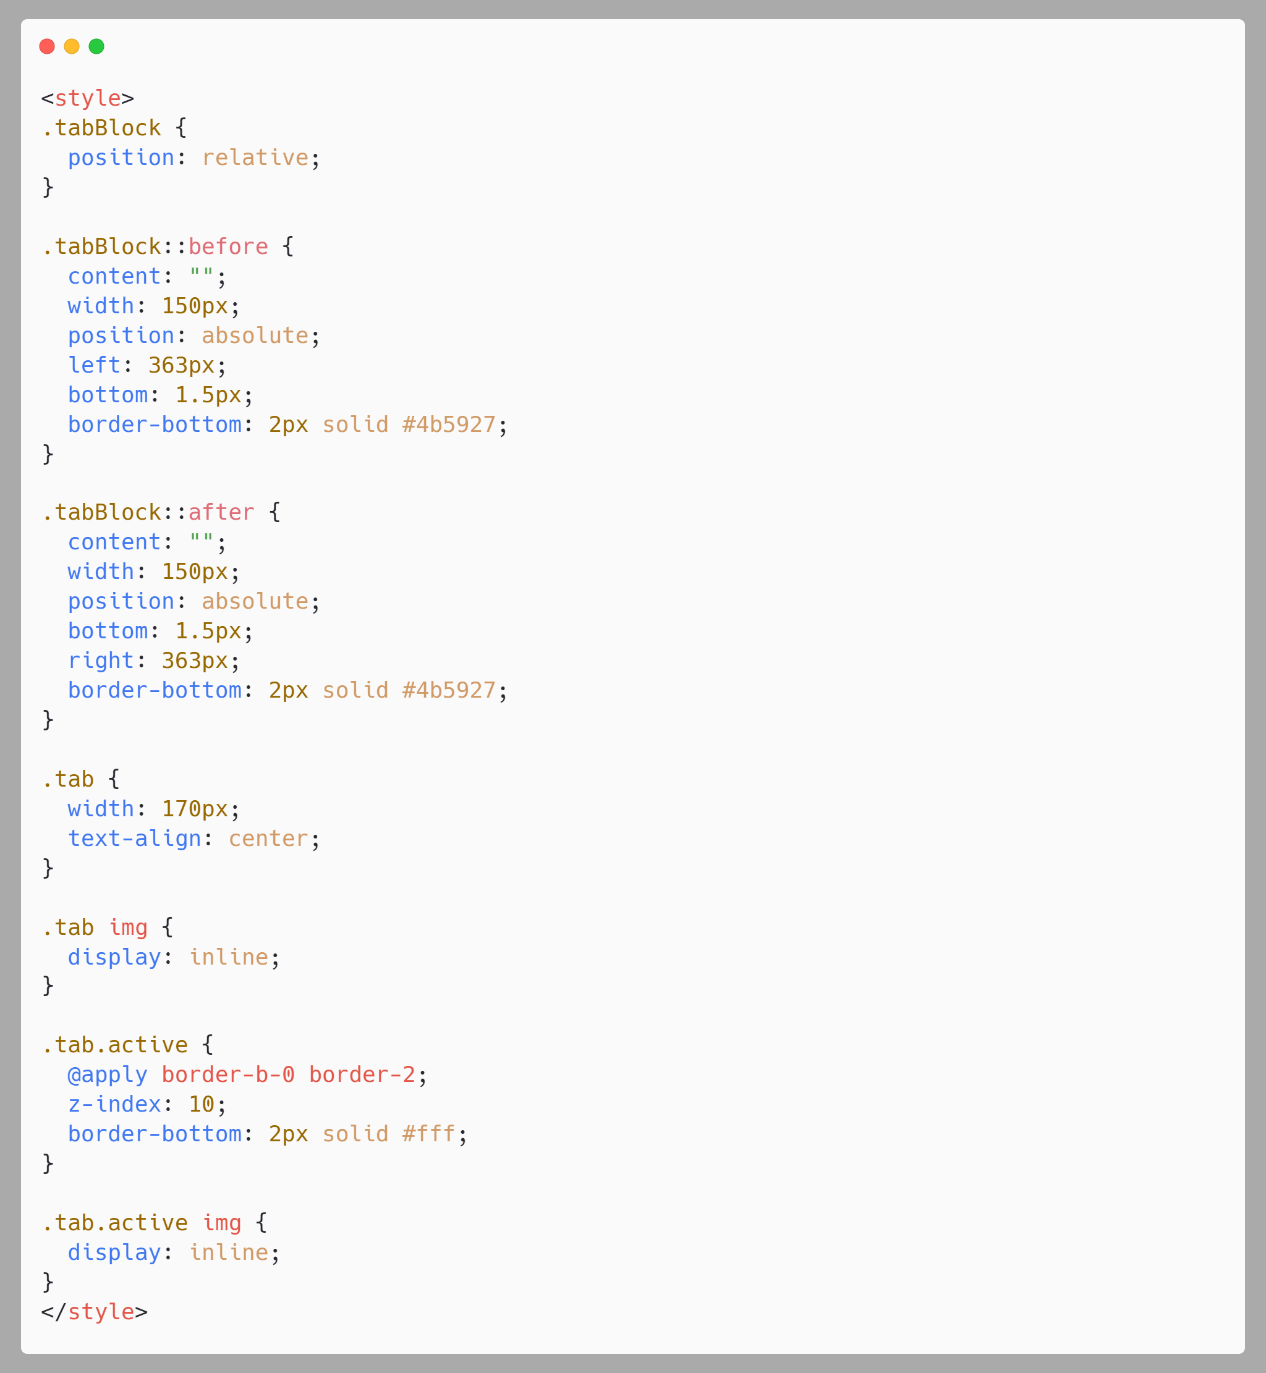 <style>
.tabBlock {
  position: relative;
}

.tabBlock::before {
  content: "";
  width: 150px;
  position: absolute;
  left: 363px;
  bottom: 1.5px;
  border-bottom: 2px solid #4b5927;
}

.tabBlock::after {
  content: "";
  width: 150px;
  position: absolute;
  bottom: 1.5px;
  right: 363px;
  border-bottom: 2px solid #4b5927;
}

.tab {
  width: 170px;
  text-align: center;
}

.tab img {
  display: inline;
}

.tab.active {
  @apply border-b-0 border-2;
  z-index: 10;
  border-bottom: 2px solid #fff;
}

.tab.active img {
  display: inline;
}
</style>